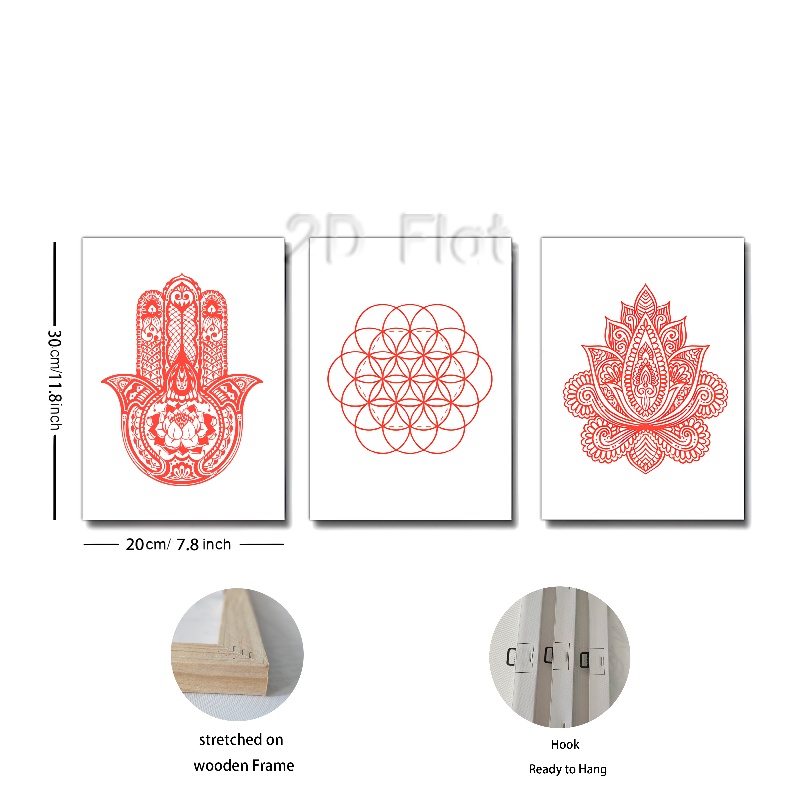 2D Flat
30cm/11.8inch
20cm/ 7.8 inch
stretched on
wooden Frame
Hook
Ready to Hang